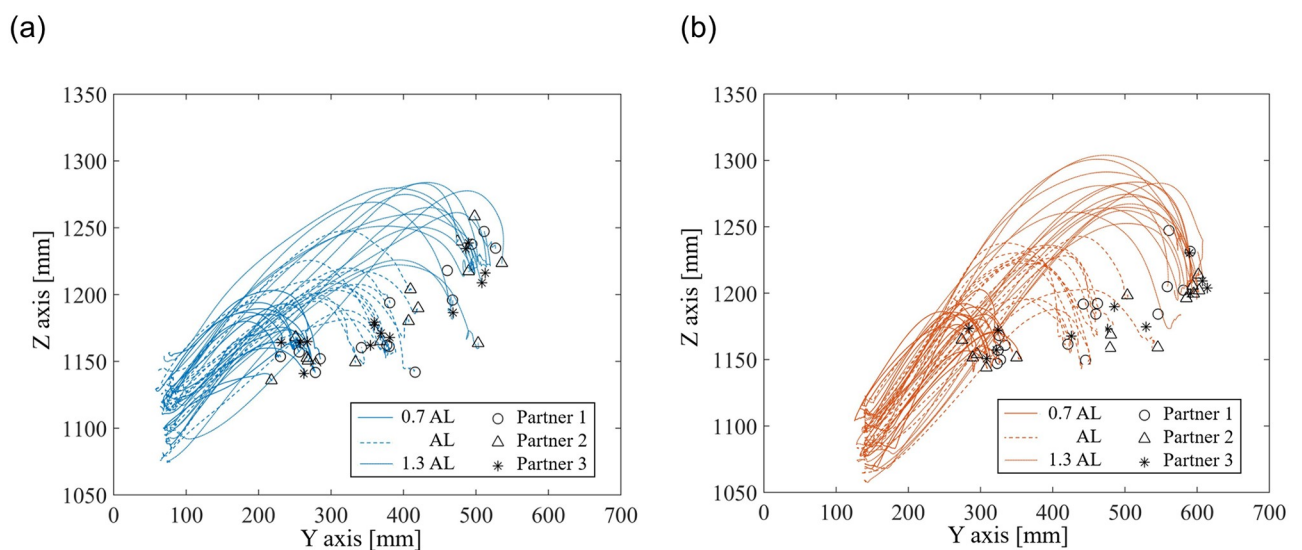 (a)
1350
1300
1250
1200
1150
1100
1050
Z axis [mm]
0 100 200 300 400 500 600 700
Y axis [mm]
0.7 AL Partner 1
AL Partner 2
1.3 AL Partner 3
(b)
1350
1300
1250
1200
1150
1100
1050
Z axis [mm]
0 100 200 300 400 500 600 700
Y axis [mm]
0.7 AL Partner 1
AL Partner 2
1.3 AL Partner 3